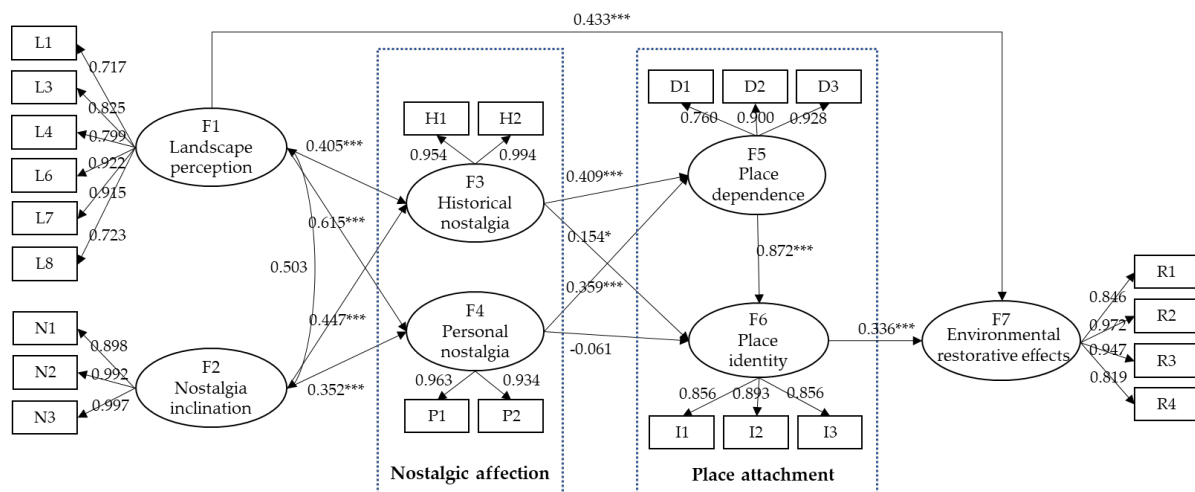 0.433***
L1
L3
L4
L6
L7
L8
0.717
0.825
0.799
0.922
0.915
0.723
F1
Landscape
perception
N1
N2
N3
0.898
0.992
0.997
F2
Nostalgia
inclination
0.503
0.405***
0.615***
0.447***
0.352***
H1
H2
0.954
0.994
F3
Historical
nostalgia
F4
Personal
nostalgia
0.963
0.934
P1
P2
Nostalgic affection
0.409***
0.154*
0.359***
-0.061
D1
D2
D3
0.760
0.900
0.928
F5
Place
dependence
0.872***
F6
Place
identity
0.856
0.893
0.856
I1
I2
I3
Place attachment
0.336***
F7
Environmental
restorative effects
0.846
0.972
0.947
0.819
R1
R2
R3
R4